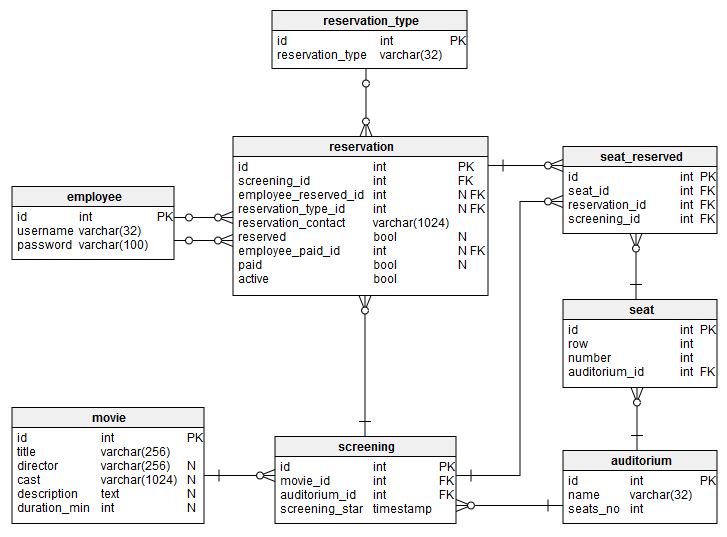 reservation_type
id int PK
reservation_type varchar(32)
reservation
id int PK
screening_id int FK
employee_reserved_id int N FK
reservation_type_id int N FK
reservation_contact varchar(1024)
reserved bool N
employee_paid_id int N FK
paid bool N
active bool
seat_reserved
id int PK
seat_id int FK
reservation_id int FK
screening_id int FK
employee
id int PK
username varchar(32)
password varchar(100)
seat
id int PK
row int
number int
auditorium_id int FK
movie
id int PK
title varchar(256)
director varchar(256) N
cast varchar(1024) N
description text N
duration_min int N
screening
id int PK
movie_id int FK
auditorium_id int FK
screening_star timestamp
auditorium
id int PK
name varchar(32)
seats_no int